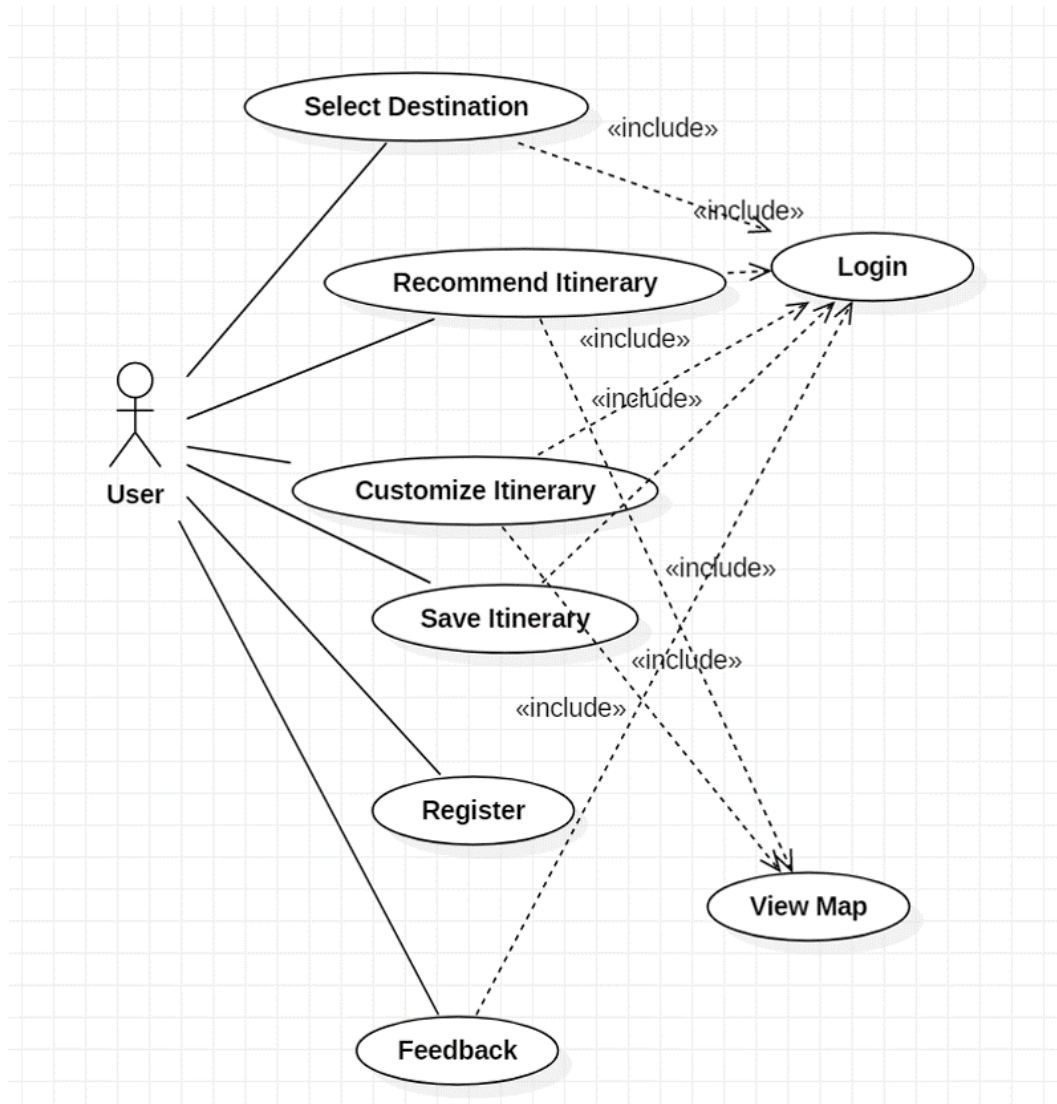 Select Destination
«include»
«include»
Login
Recommend Itinerary
«include»
«include»
User
Customize Itinerary
«include»
Save Itinerary
«include»
«include»
Register
View Map
Feedback